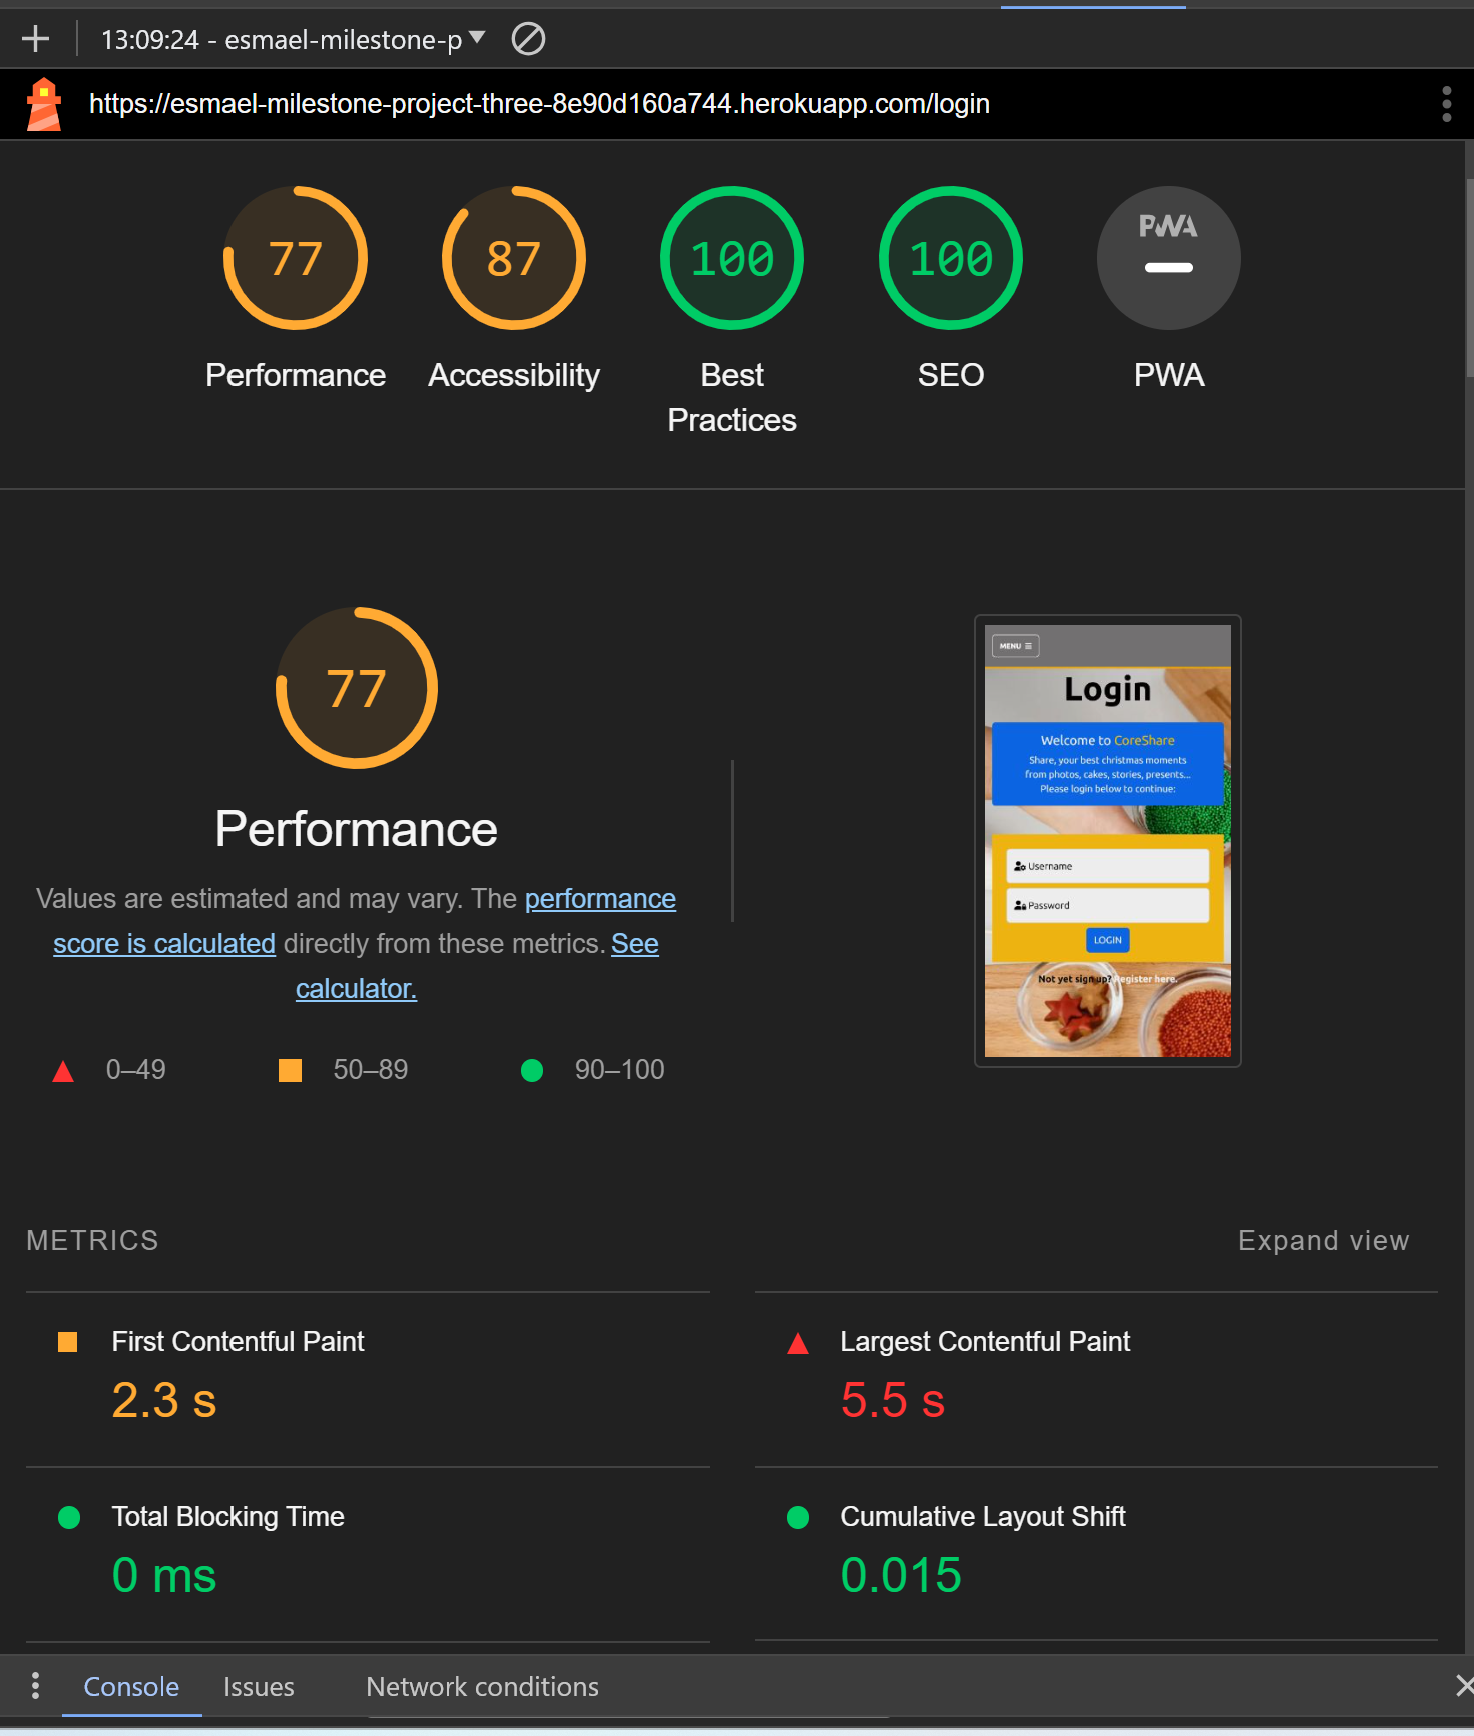 13:09:24 - esmael-milestone-p
https://esmael-milestone-project-three-8e90d160a744.herokuapp.com/login
77
87
100
100
PWA
Performance
Accessibility
Best
Practices
SEO
PWA
77
Performance
Values are estimated and may vary. The performance
score is calculated directly from these metrics. See
calculator.
0–49
50–89
90–100
MENU
Login
Welcome to CoreShare
Share, your best christmas moments
from photos, cakes, stories, presents...
Please login below to continue:
Username
Password
LOGIN
Not yet sign up? Register here.
METRICS
Expand view
First Contentful Paint
2.3 s
Largest Contentful Paint
5.5 s
Total Blocking Time
0 ms
Cumulative Layout Shift
0.015
Console
Issues
Network conditions